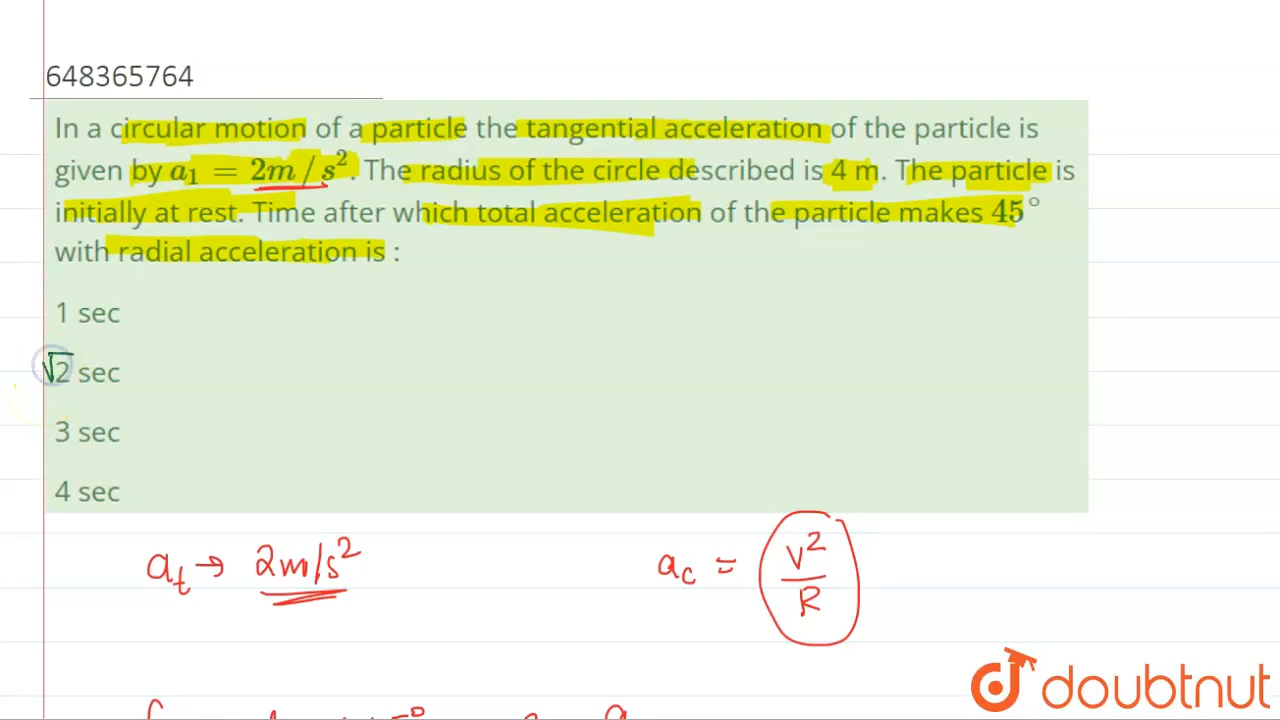 648365764
In a circular motion of a particle the tangential acceleration of the particle is
given by a₁ = 2m/s². The radius of the circle described is 4 m. The particle is
initially at rest. Time after which total acceleration of the particle makes 45°
with radial acceleration is :
1 sec
√2 sec
3 sec
4 sec
a_t → 2m/s² a_c = V²/R
doubtnut